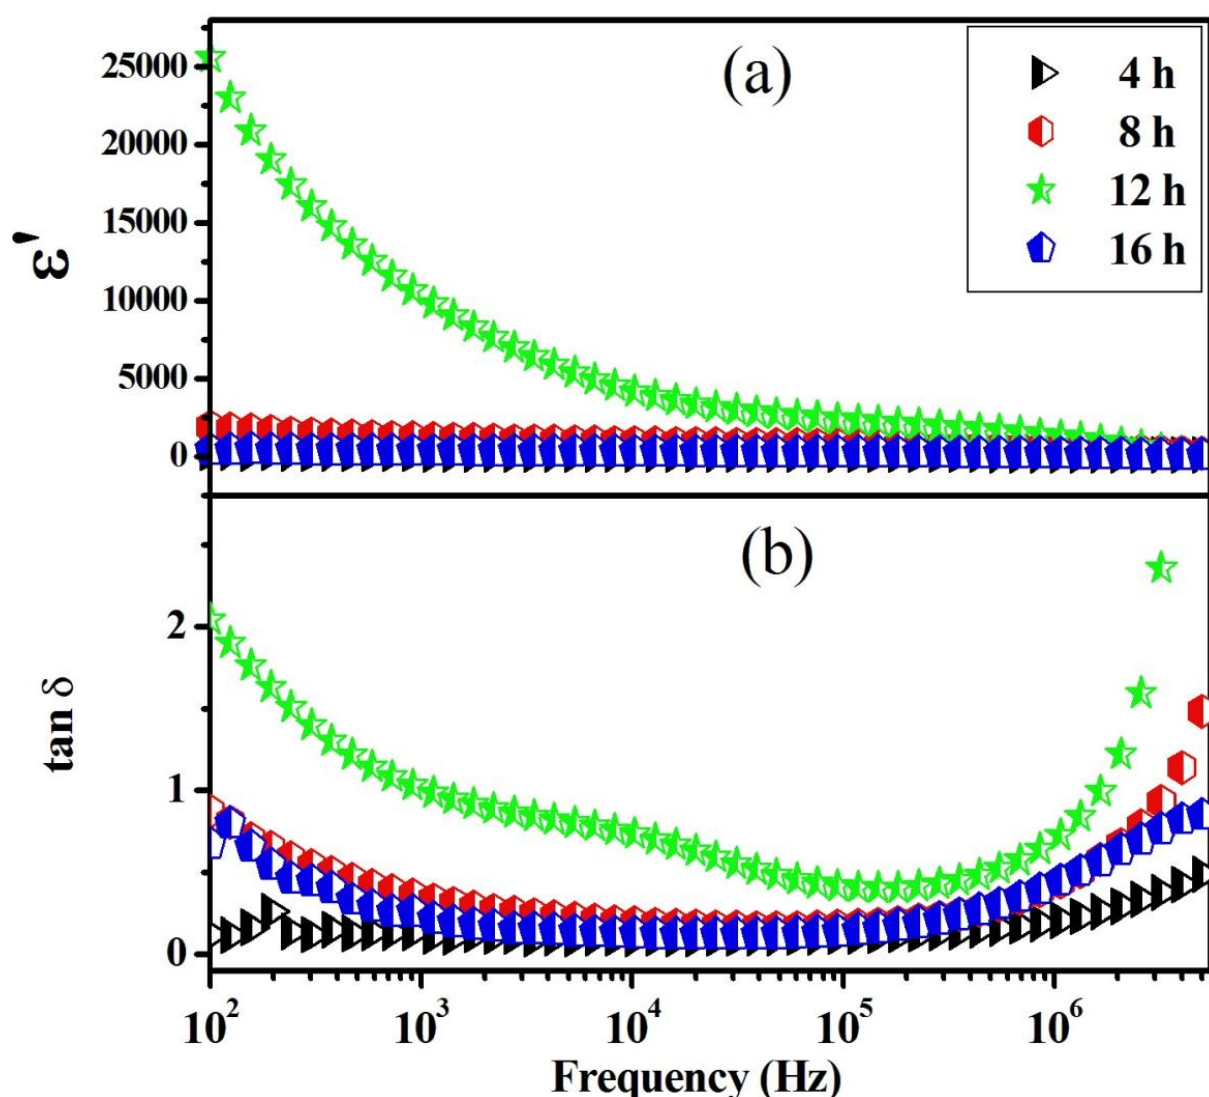 (a)
4 h
8 h
12 h
16 h
ε'
25000
20000
15000
10000
5000
0
(b)
tan δ
2
1
0
10² 10³ 10⁴ 10⁵ 10⁶
Frequency (Hz)